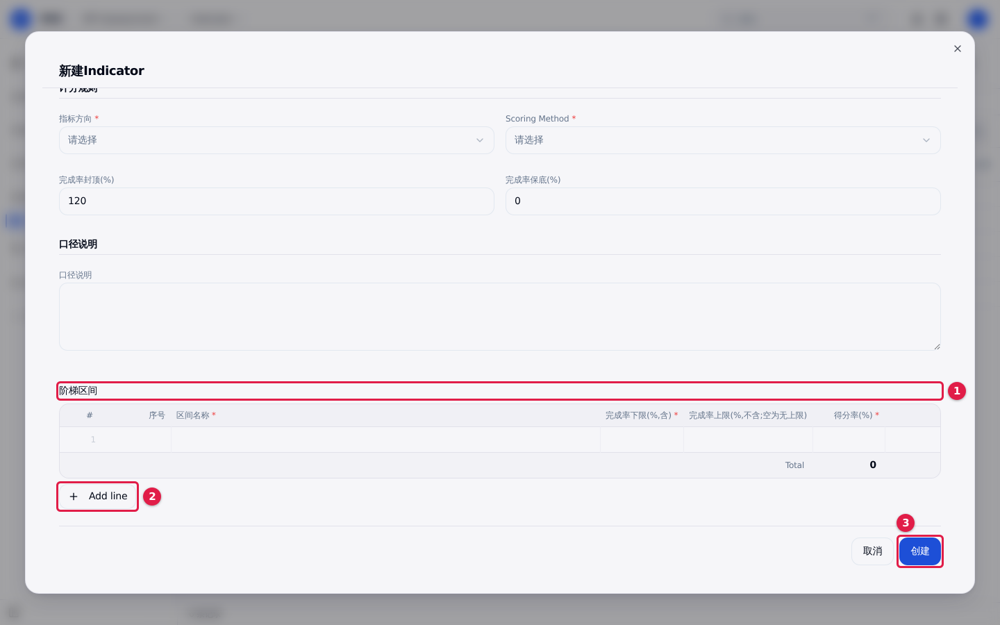 新建Indicator
计分规则
指标方向 *
Scoring Method *
请选择
请选择
完成率封顶(%)
完成率保底(%)
120
0
口径说明
口径说明
阶梯区间
1
# 序号 区间名称 * 完成率下限(%,含) * 完成率上限(%,不含;空为无上限) 得分率(%) *
1
Total 0
+ Add line
2
3
取消
创建